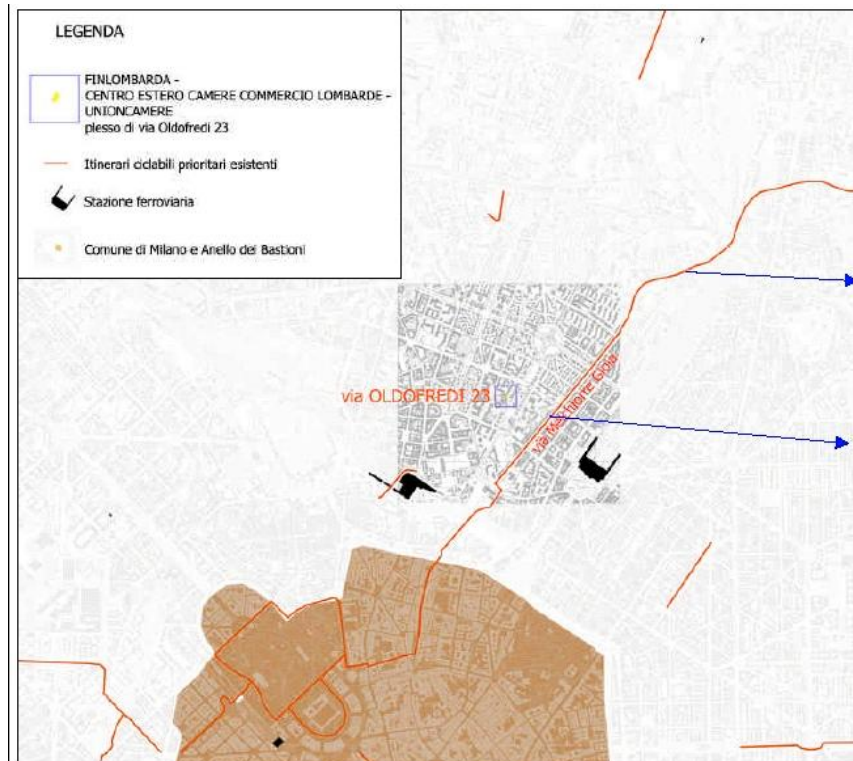 LEGENDA
FINLOMBARDA -
CENTRO ESTERO CAMERE COMMERCIO LOMBARDE -
UNIONCAMERE
plesso di via Oldofredi 23
Itinerari ciclabili prioritari esistenti
Stazione ferroviaria
Comune di Milano e Anello dei Bastioni
via OLDOFREDI 23
Via Melchiorre Gioia